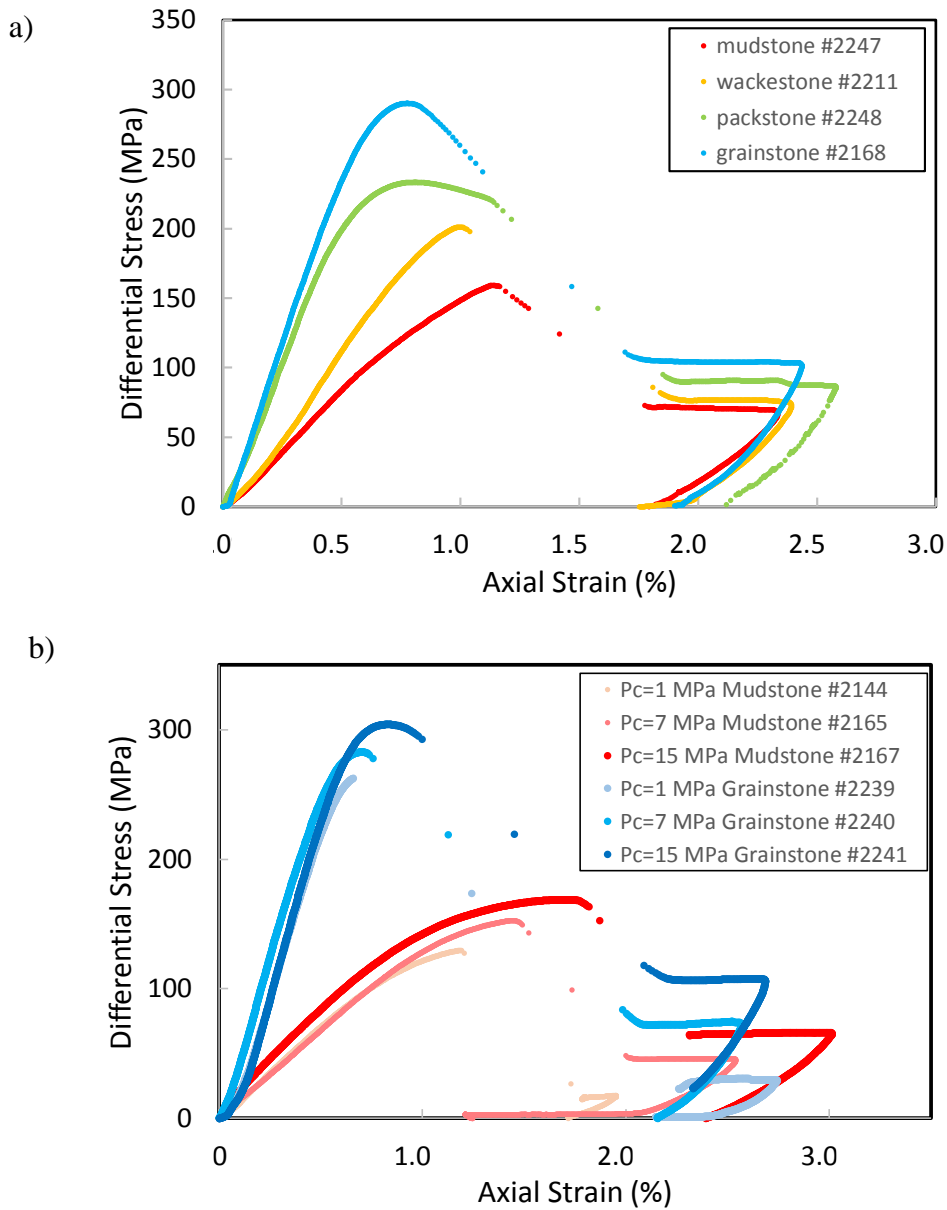 a)
350
300
250
200
150
100
50
0
Differential Stress (MPa)
mudstone #2247
wackestone #2211
packstone #2248
grainstone #2168
.0 0.5 1.0 1.5 2.0 2.5 3.0
Axial Strain (%)
b)
300
200
100
0
Differential Stress (MPa)
Pc=1 MPa Mudstone #2144
Pc=7 MPa Mudstone #2165
Pc=15 MPa Mudstone #2167
Pc=1 MPa Grainstone #2239
Pc=7 MPa Grainstone #2240
Pc=15 MPa Grainstone #2241
0 1.0 2.0 3.0
Axial Strain (%)